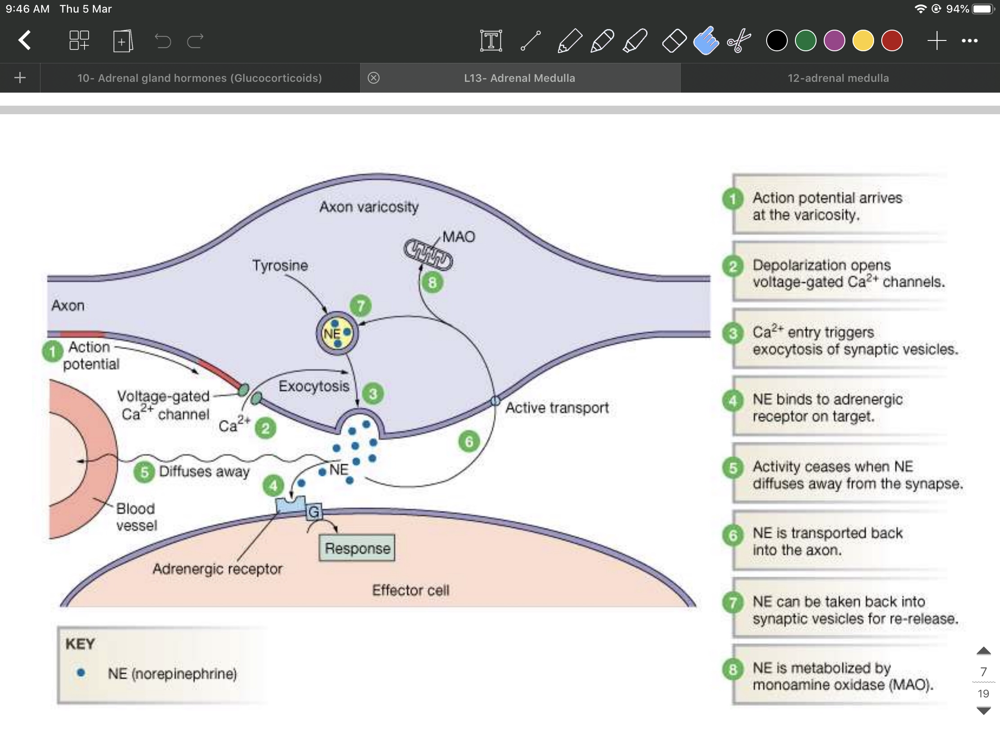 9:46 AM Thu 5 Mar
94%
T
10- Adrenal gland hormones (Glucocorticoids)
L13- Adrenal Medulla
12-adrenal medulla
Axon varicosity
MAO
Tyrosine
8
7
Axon
NE
1 Action
potential
Exocytosis
3
Voltage-gated
Ca2+ channel
Ca2+
2
Active transport
6
NE
5 Diffuses away
4
Blood
vessel
G
Response
Adrenergic receptor
Effector cell
KEY
NE (norepinephrine)
1 Action potential arrives
at the varicosity.
2 Depolarization opens
voltage-gated Ca2+ channels.
3 Ca2+ entry triggers
exocytosis of synaptic vesicles.
4 NE binds to adrenergic
receptor on target.
5 Activity ceases when NE
diffuses away from the synapse.
6 NE is transported back
into the axon.
7 NE can be taken back into
synaptic vesicles for re-release.
8 NE is metabolized by
monoamine oxidase (MAO).
7
19